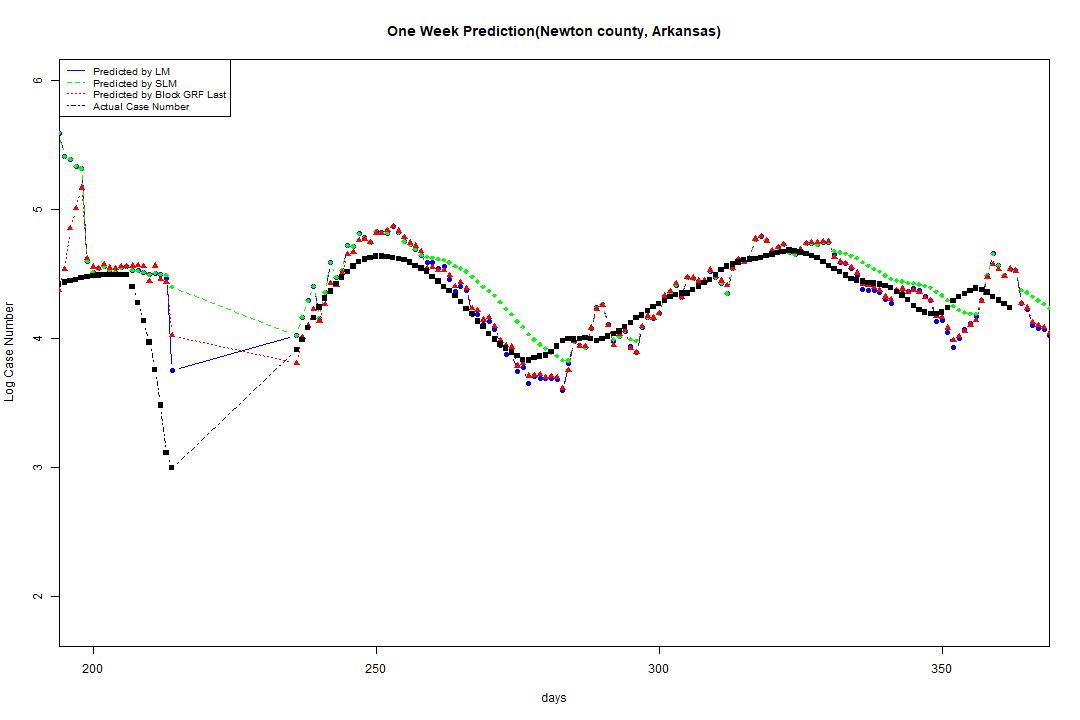 One Week Prediction(Newton county, Arkansas)
Predicted by LM
Predicted by SLM
Predicted by Block GRF Last
Actual Case Number
Log Case Number
6
5
4
3
2
200
250
300
350
days